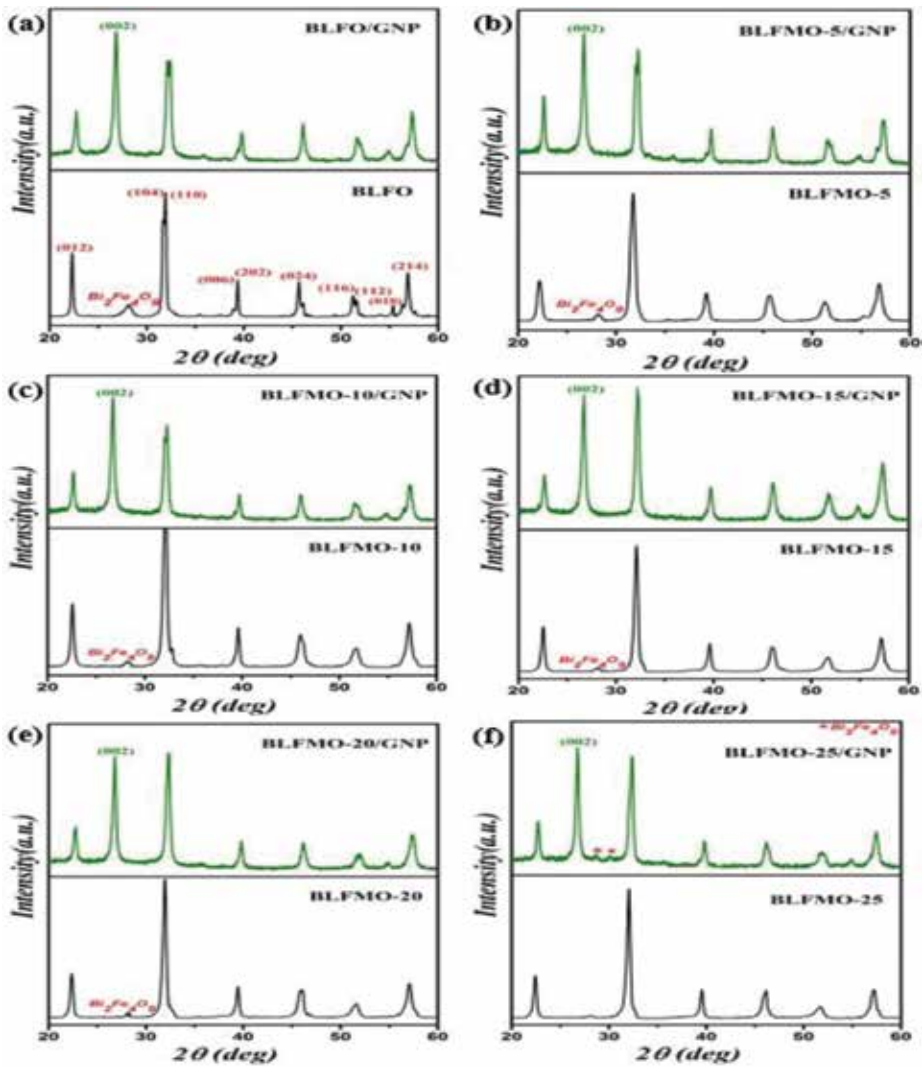 (a)
(002)
BLFO/GNP
BLFO
(012)
Bi2Fe4O9
(104)
(110)
(006)
(202)
(024)
(116)
(112)
(018)
(214)
Intensity(a.u.)
20 30 40 50 60
2θ (deg)
(b)
(002)
BLFMO-5/GNP
BLFMO-5
Bi2Fe4O9
Intensity(a.u.)
20 30 40 50 60
2θ (deg)
(c)
(002)
BLFMO-10/GNP
BLFMO-10
Bi2Fe4O9
Intensity(a.u.)
20 30 40 50 60
2θ (deg)
(d)
(002)
BLFMO-15/GNP
BLFMO-15
Bi2Fe4O9
Intensity(a.u.)
20 30 40 50 60
2θ (deg)
(e)
(002)
BLFMO-20/GNP
BLFMO-20
Bi2Fe4O9
Intensity(a.u.)
20 30 40 50 60
2θ (deg)
(f)
* Bi2Fe4O9
(002)
BLFMO-25/GNP
* *
BLFMO-25
Intensity(a.u.)
20 30 40 50 60
2θ (deg)